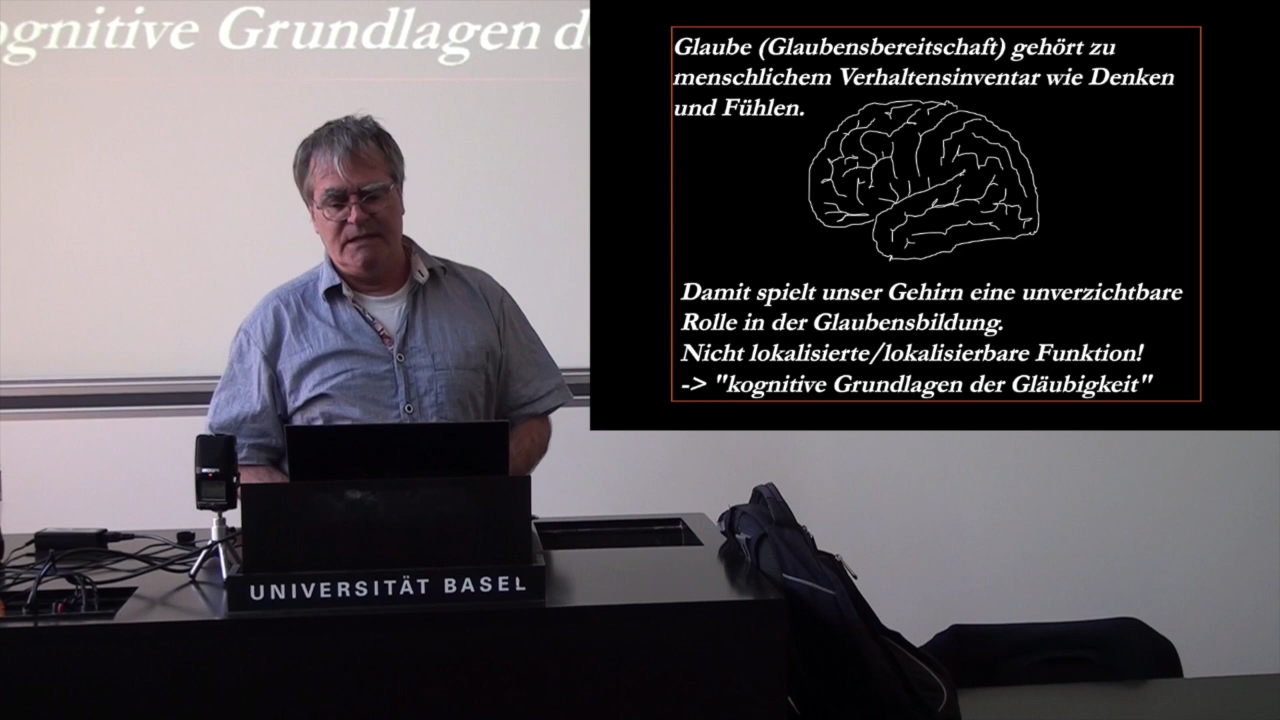 ognitive Grundlagen d
Glaube (Glaubensbereitschaft) gehört zu
menschlichem Verhaltensinventar wie Denken
und Fühlen.
Damit spielt unser Gehirn eine unverzichtbare
Rolle in der Glaubensbildung.
Nicht lokalisierte/lokalisierbare Funktion!
-> "kognitive Grundlagen der Gläubigkeit"
UNIVERSITÄT BASEL